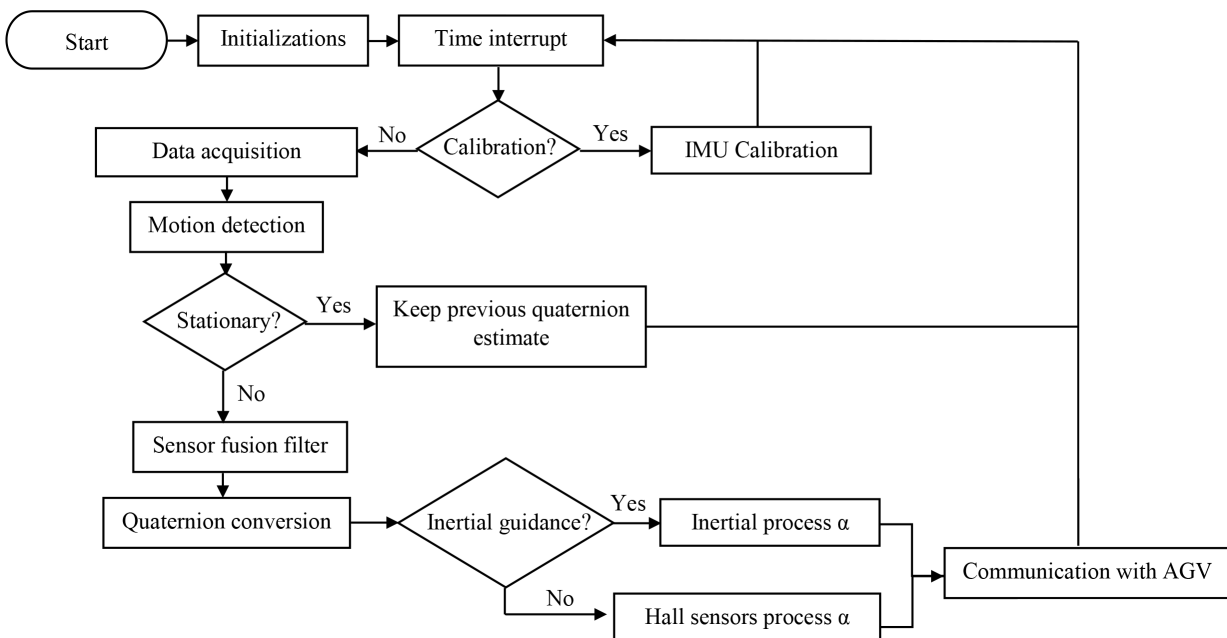 Start
Initializations
Time interrupt
No
Calibration?
Yes
Data acquisition
IMU Calibration
Motion detection
Stationary?
Yes
Keep previous quaternion
estimate
No
Sensor fusion filter
Quaternion conversion
Inertial guidance?
Yes
Inertial process α
Communication with AGV
No
Hall sensors process α